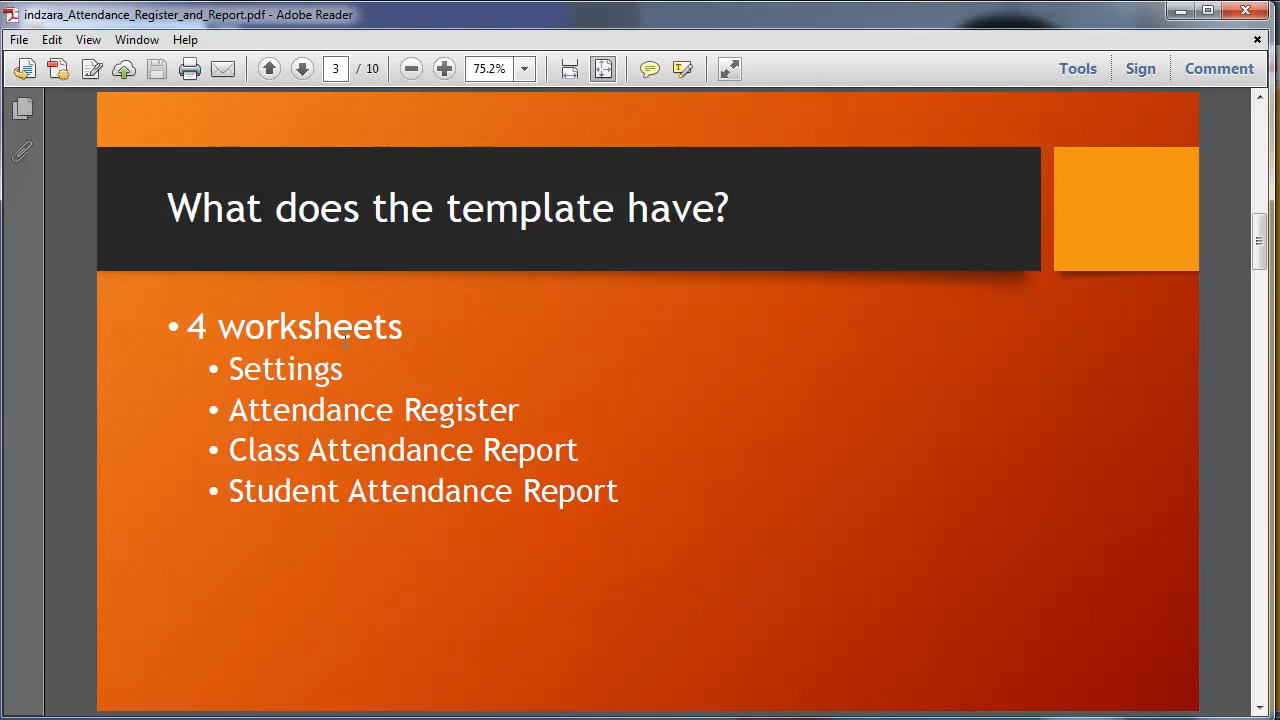 indzara_Attendance_Register_and_Report.pdf - Adobe Reader
File Edit View Window Help
3 / 10 75.2% Tools Sign Comment
What does the template have?
• 4 worksheets
• Settings
• Attendance Register
• Class Attendance Report
• Student Attendance Report